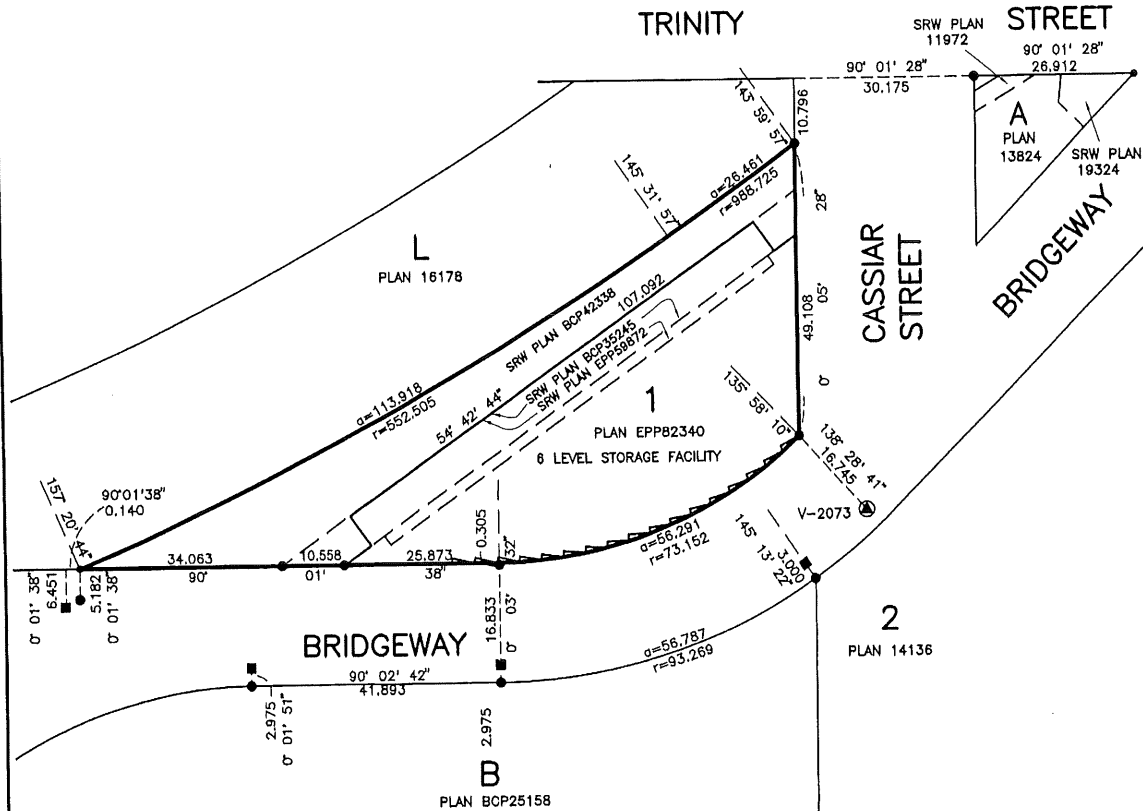 TRINITY
STREET
SRW PLAN
11972
90° 01' 28"
26.912
90° 01' 28"
30.175
143° 59' 57"
10.796
A
PLAN
13824
SRW PLAN
19324
145° 31' 57"
a=26.461
r=988.725
L
PLAN 16178
CASSIAR
STREET
BRIDGEWAY
0° 05' 28"
49.108
SRW PLAN BCP42338
107.092
SRW PLAN BCP35245
SRW PLAN EPP59872
54° 42' 44"
a=113.918
r=552.505
1
PLAN EPP82340
6 LEVEL STORAGE FACILITY
135° 58' 10"
138° 28' 41"
16.745
V-2073
157° 20' 44"
90°01'38"
0.140
34.063
10.558
25.873
90° 01' 38"
0.305
a=56.291
r=73.152
145° 13' 22"
3.000
0° 01' 38"
6.451
5.182
0° 01' 38"
16.833
0° 03' 32"
BRIDGEWAY
2
PLAN 14136
a=56.787
r=93.269
90° 02' 42"
41.893
2.975
0° 01' 51"
2.975
B
PLAN BCP25158